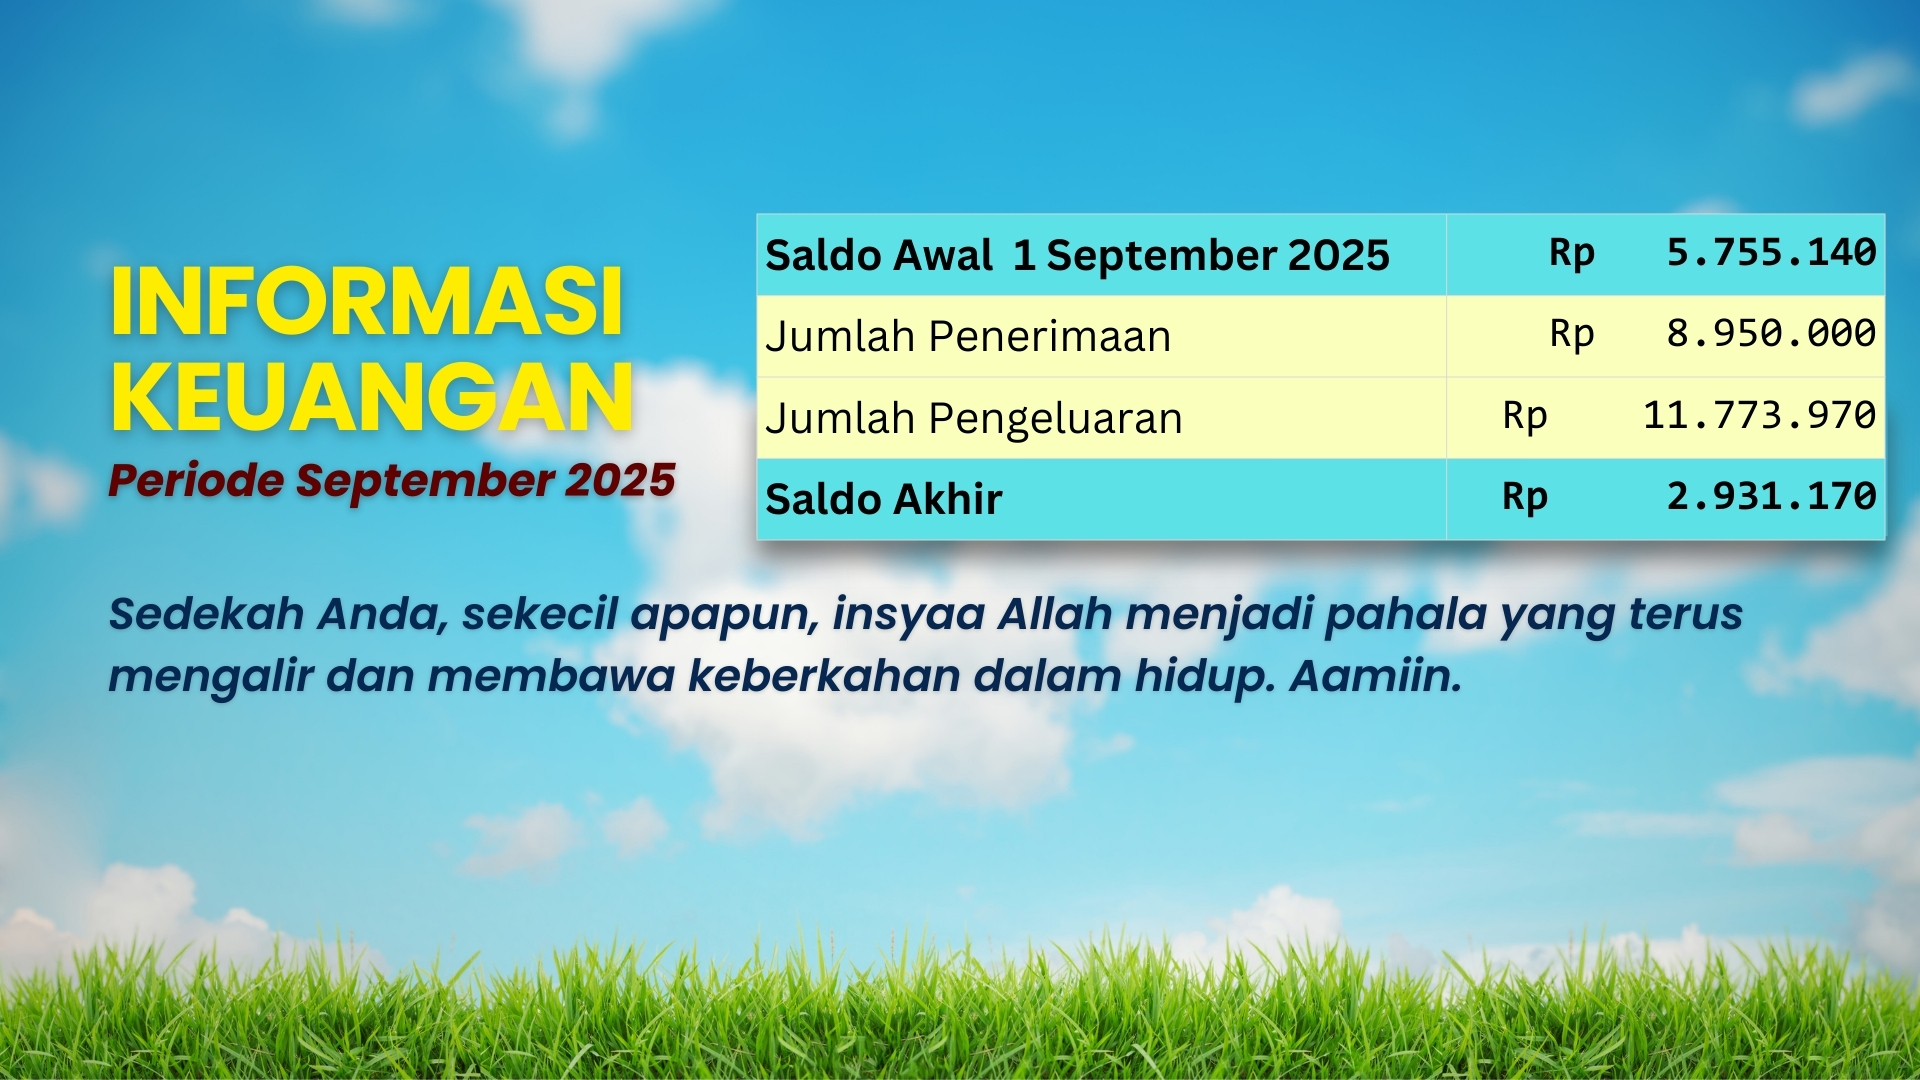 INFORMASI
KEUANGAN
Periode September 2025
Saldo Awal 1 September 2025 Rp 5.755.140
Jumlah Penerimaan Rp 8.950.000
Jumlah Pengeluaran Rp 11.773.970
Saldo Akhir Rp 2.931.170
Sedekah Anda, sekecil apapun, insyaa Allah menjadi pahala yang terus
mengalir dan membawa keberkahan dalam hidup. Aamiin.